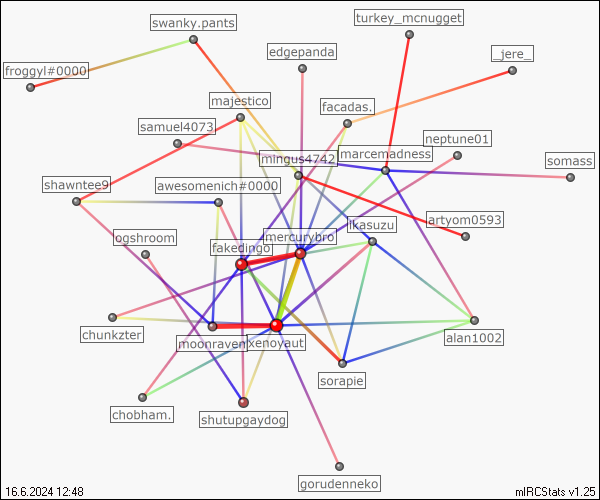 swanky.pants
turkey_mcnugget
edgepanda
_jere_
froggyl#0000
majestico
facadas.
samuel4073
neptune01
mingus4742
marcemadness
somass
shawntee9
awesomenich#0000
artyom0593
ikasuzu
ogshroom
mercurybro
fakedingo
chunkzter
moonraven
xenoyaut
alan1002
sorapie
chobham.
shutupgaydog
gorudenneko
16.6.2024 12:48
mIRCStats v1.25